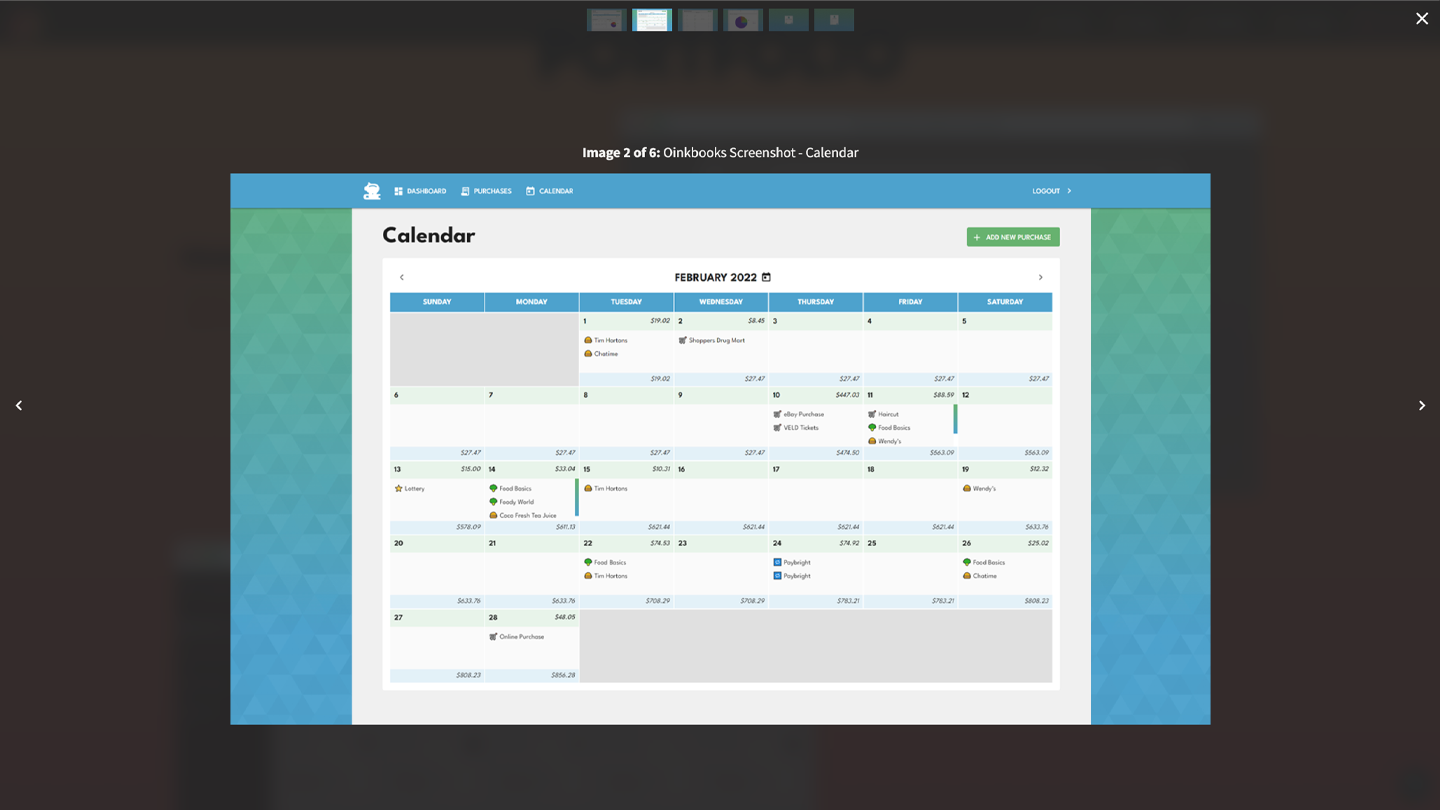 PORTFOLIO
Image 2 of 6: Oinkbooks Screenshot - Calendar
DASHBOARD PURCHASES CALENDAR LOGOUT
Calendar
+ ADD NEW PURCHASE
FEBRUARY 2022
SUNDAY MONDAY TUESDAY WEDNESDAY THURSDAY FRIDAY SATURDAY
1 $19.02 2 $8.45 3 4 5
Tim Hortons Shoppers Drug Mart
Chatime
$19.02 $27.47 $27.47 $27.47 $27.47
6 7 8 9 10 $447.03 11 $88.59 12
eBay Purchase Haircut
VELD Tickets Food Basics
Wendy's
$27.47 $27.47 $27.47 $27.47 $474.50 $563.09 $563.09
13 $15.00 14 $33.04 15 $10.31 16 17 18 19 $12.32
Lottery Food Basics Tim Hortons Wendy's
Foody World
Coco Fresh Tea Juice
$578.09 $611.13 $621.44 $621.44 $621.44 $621.44 $633.76
20 21 22 $74.53 23 24 $74.92 25 26 $25.02
Food Basics Paybright Food Basics
Tim Hortons Paybright Chatime
$633.76 $633.76 $708.29 $708.29 $783.21 $783.21 $808.23
27 28 $48.05
Online Purchase
$808.23 $856.28